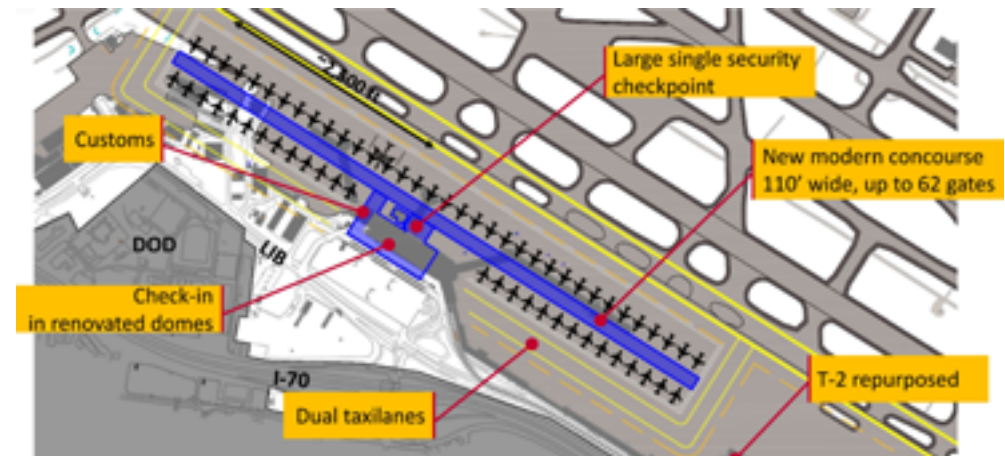 Large single security
checkpoint
Customs
New modern concourse
110' wide, up to 62 gates
DOD
LIB
Check-in
in renovated domes
I-70
T-2 repurposed
Dual taxilanes